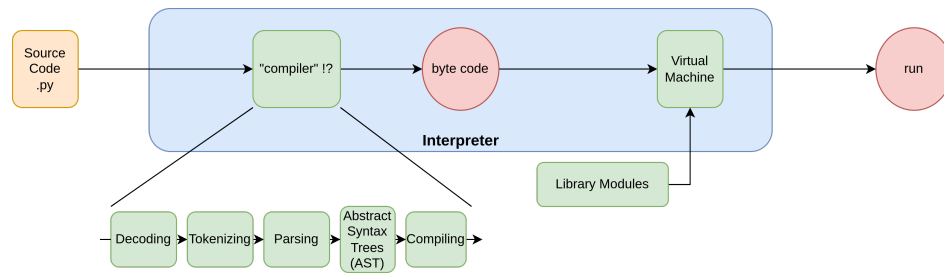 Source
Code
.py
"compiler" !?
byte code
Virtual
Machine
run
Interpreter
Library Modules
Decoding
Tokenizing
Parsing
Abstract
Syntax
Trees
(AST)
Compiling